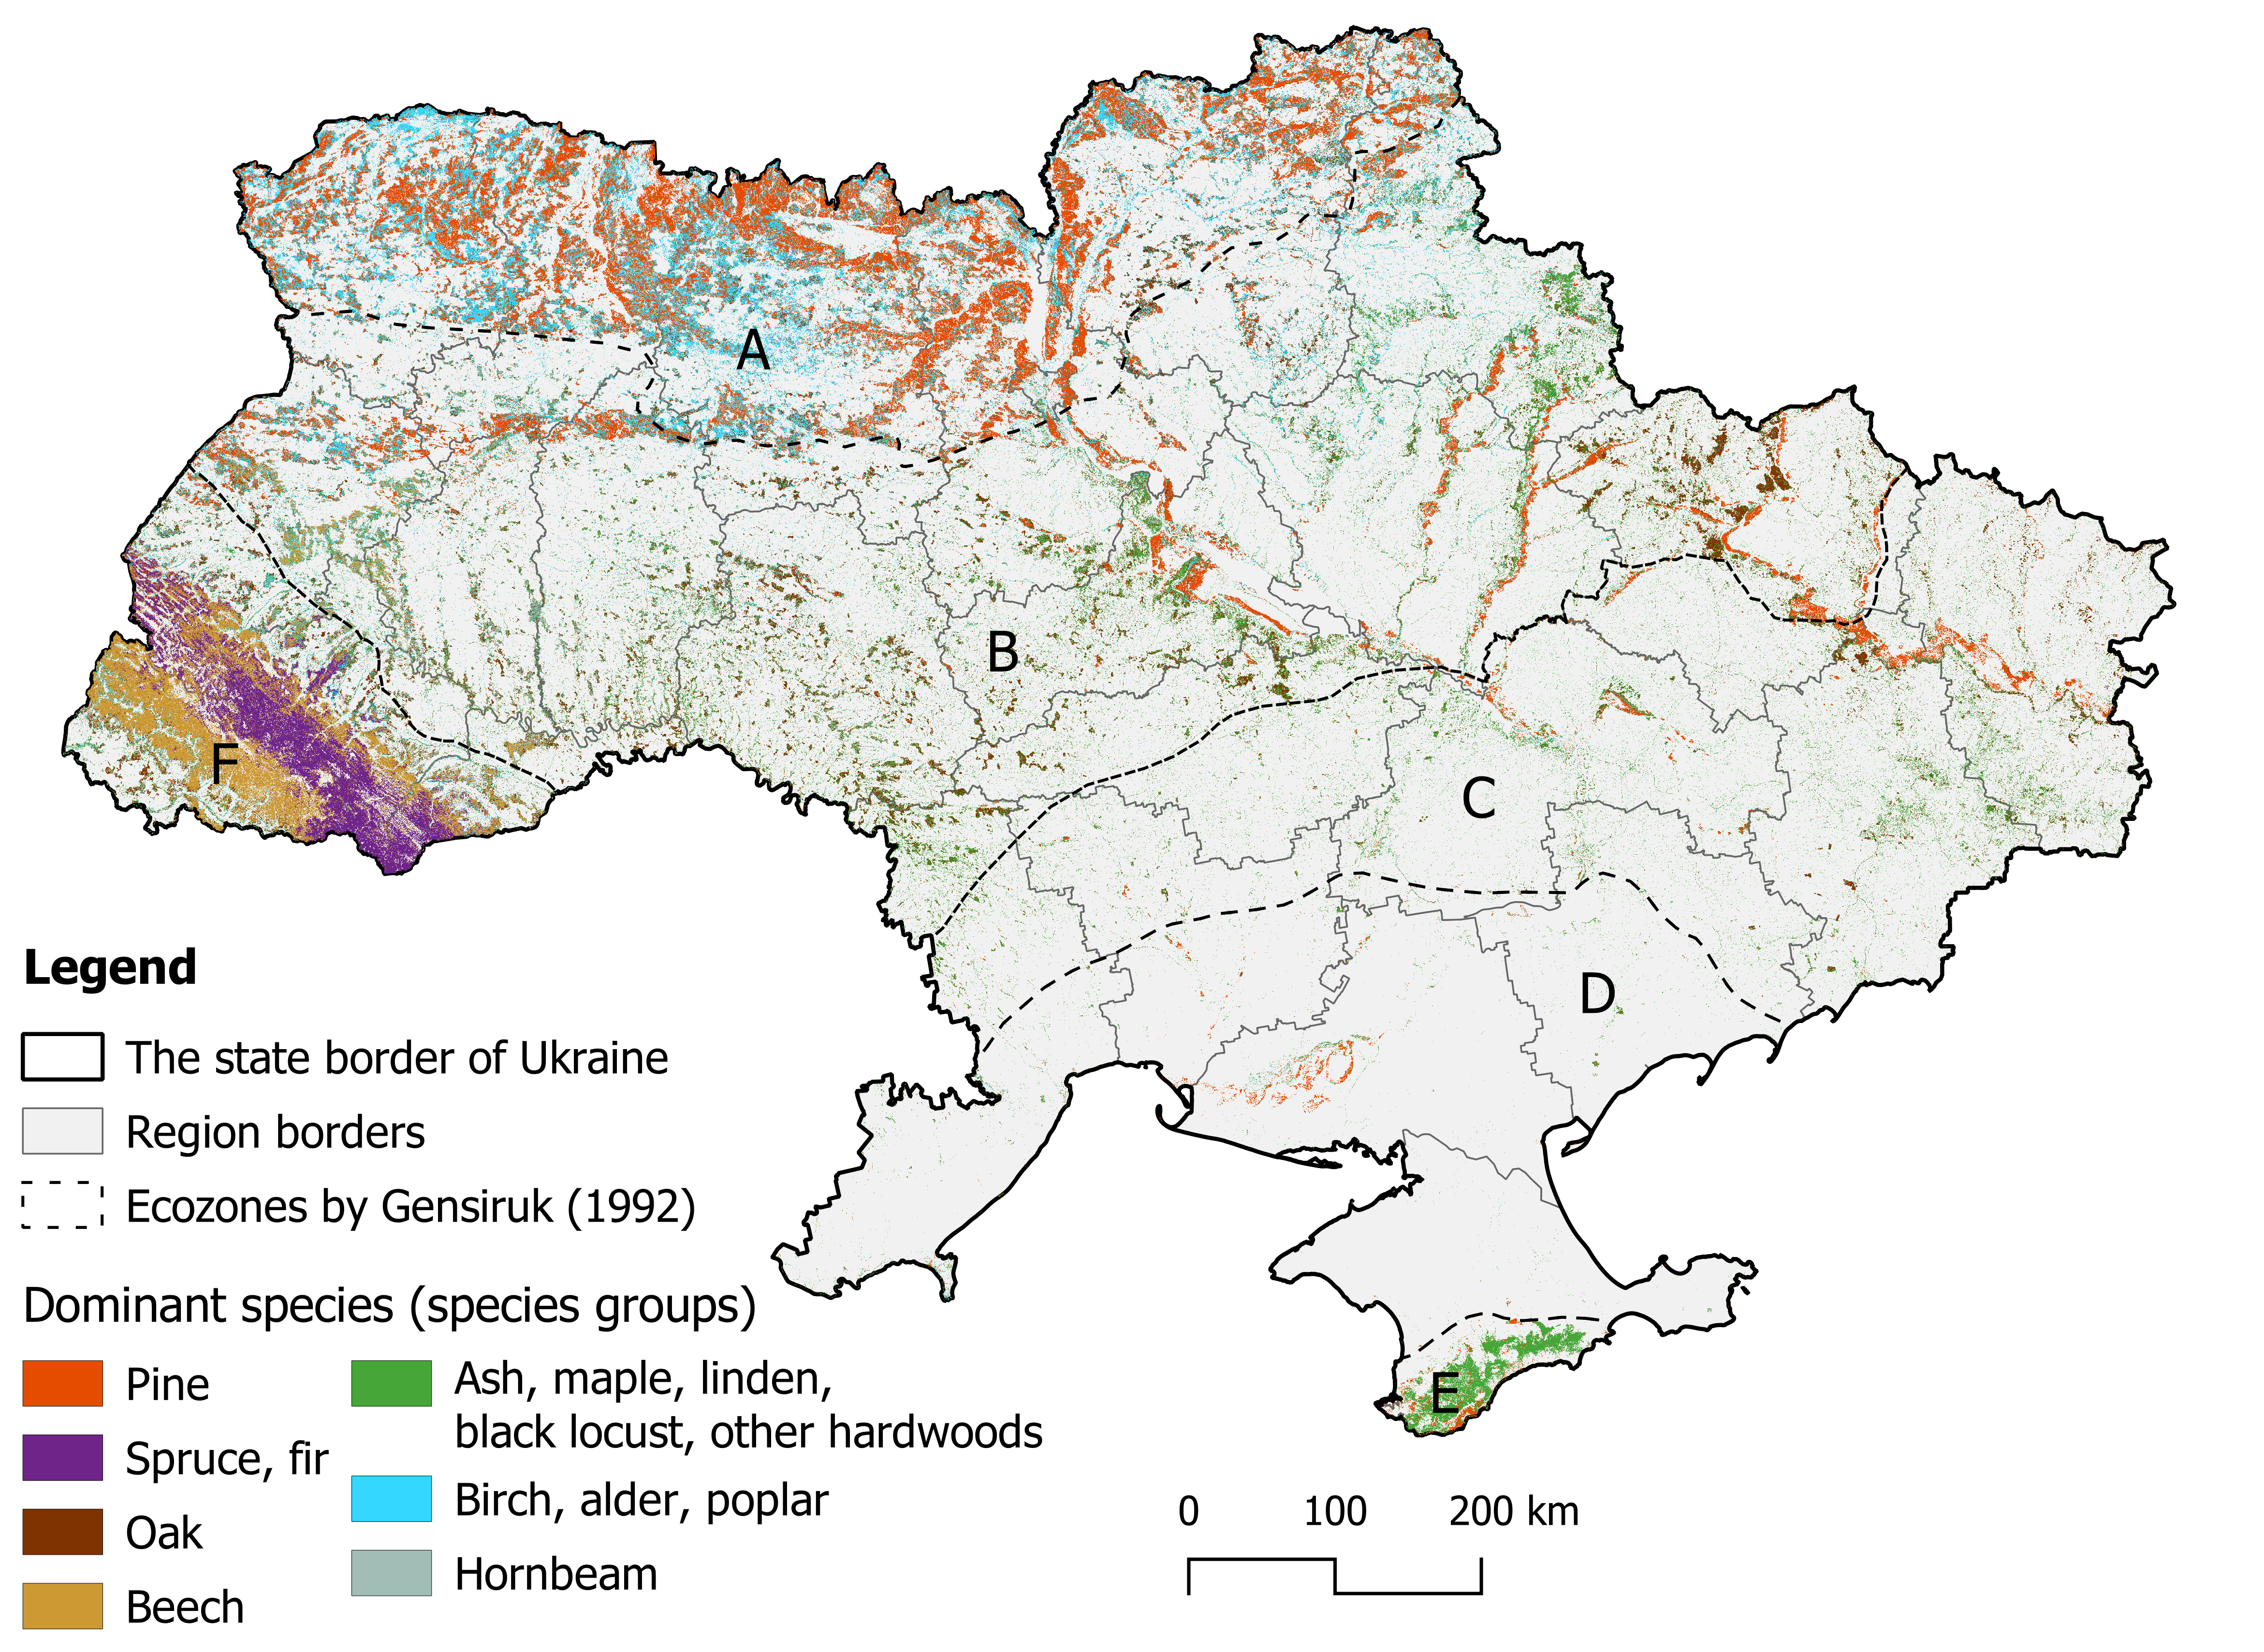 A
B
C
D
E
F
Legend
The state border of Ukraine
Region borders
Ecozones by Gensiruk (1992)
Dominant species (species groups)
Pine
Spruce, fir
Oak
Beech
Ash, maple, linden,
black locust, other hardwoods
Birch, alder, poplar
Hornbeam
0 100 200 km